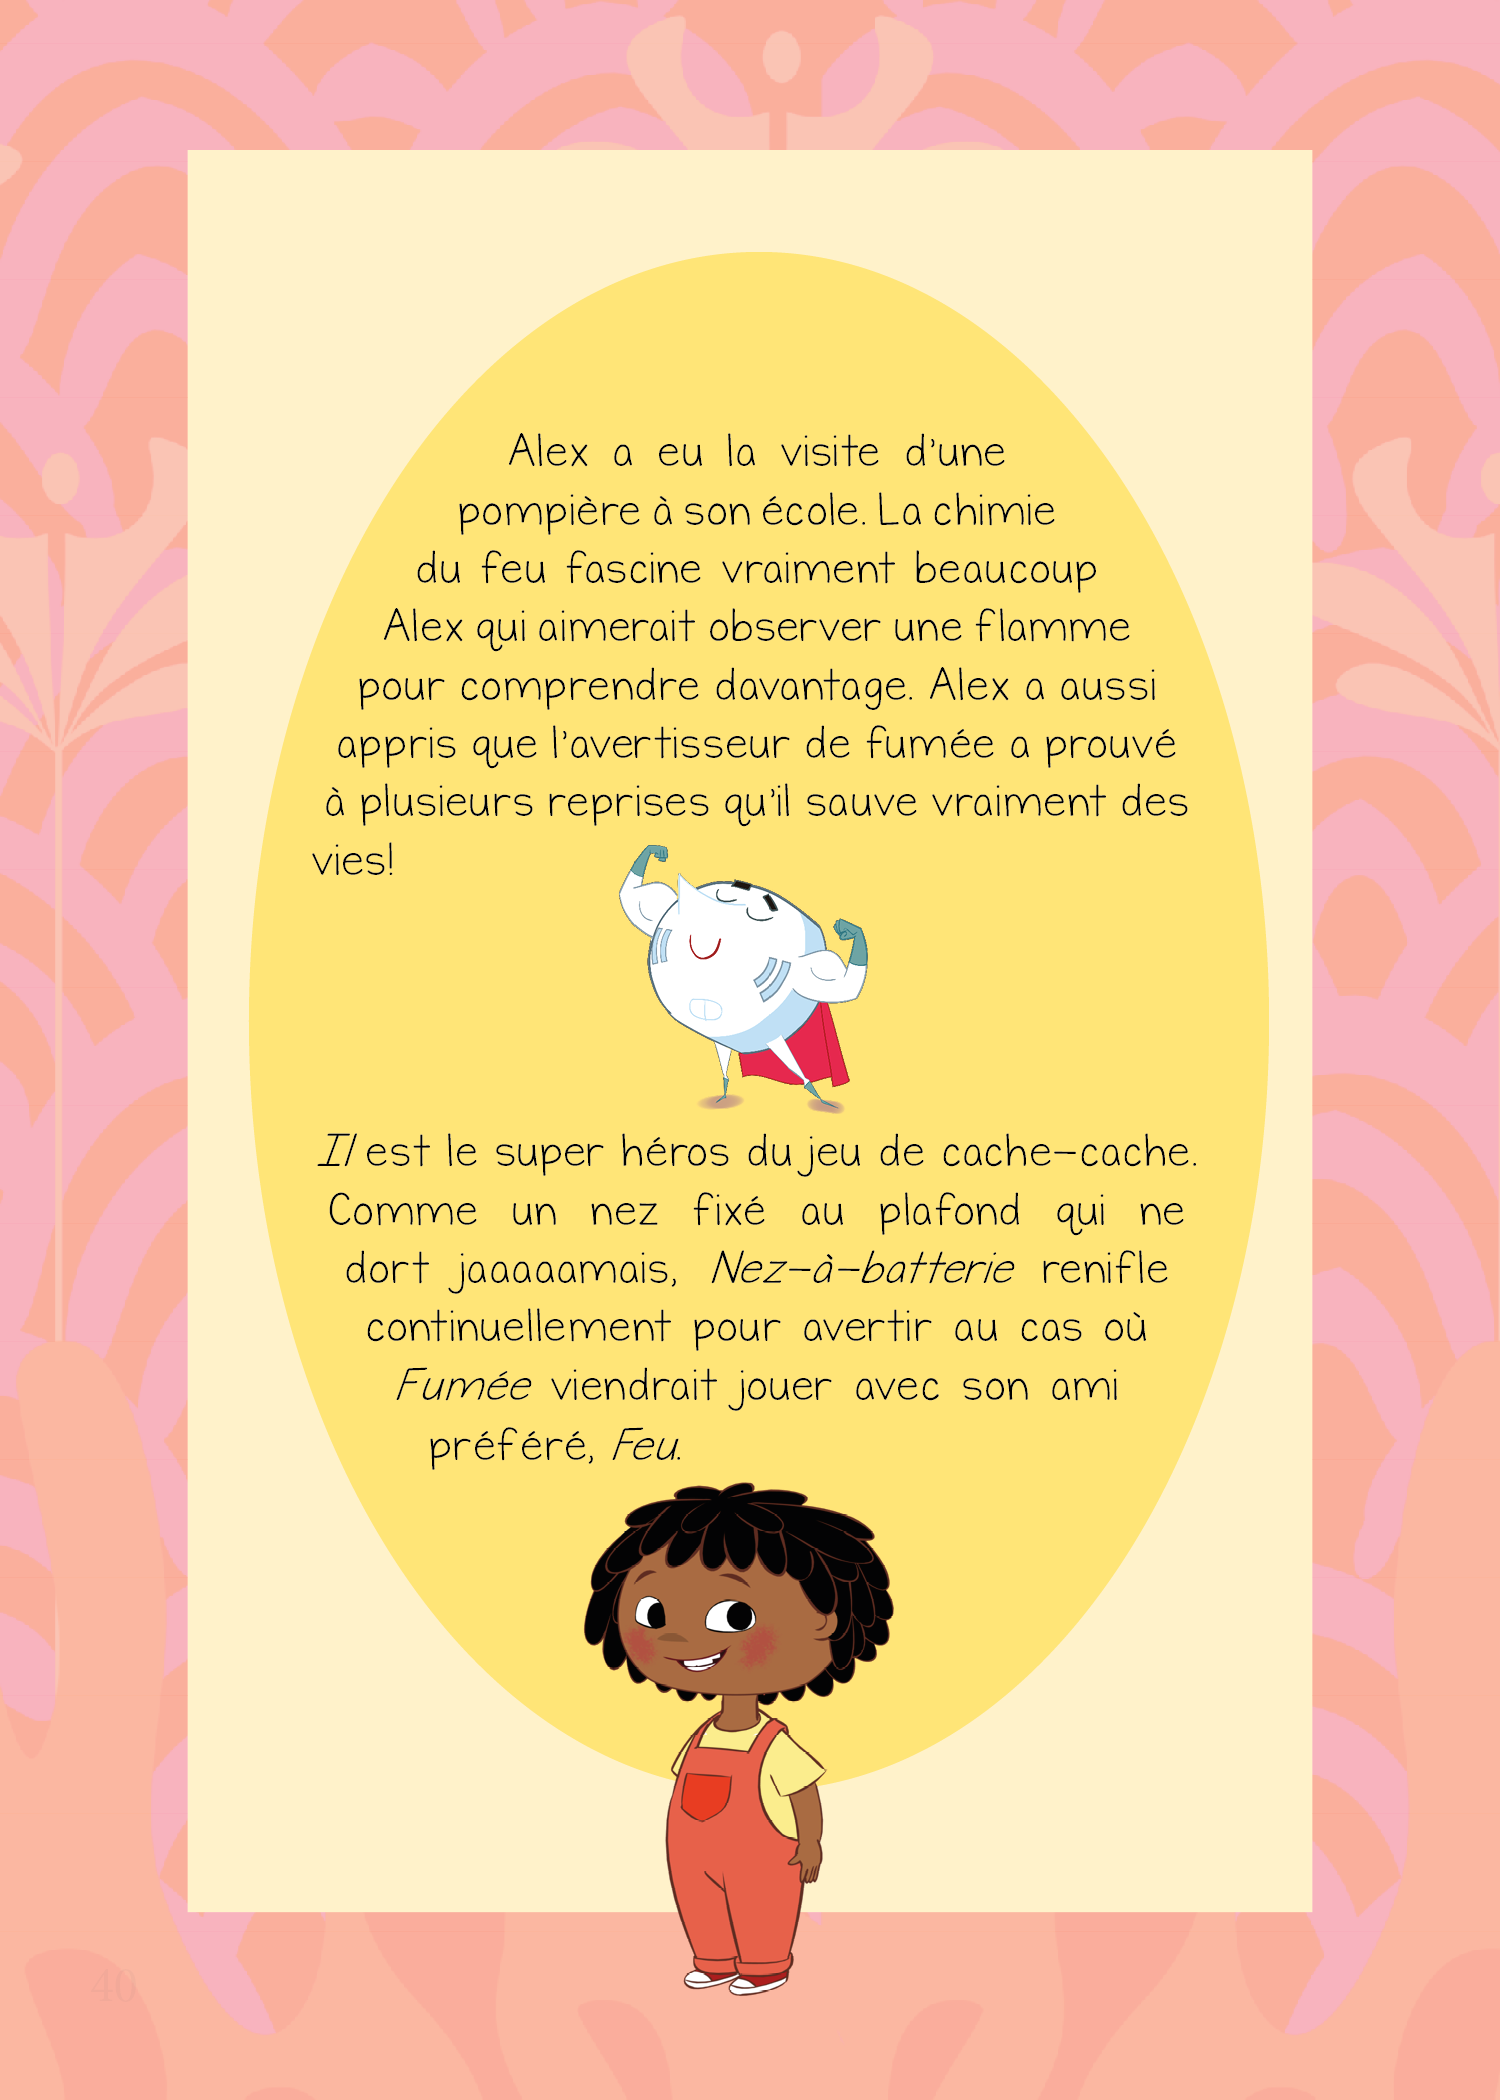 Alex a eu la visite d'une
pompière à son école. La chimie
du feu fascine vraiment beaucoup
Alex qui aimerait observer une flamme
pour comprendre davantage. Alex a aussi
appris que l'avertisseur de fumée a prouvé
à plusieurs reprises qu'il sauve vraiment des
vies!
Il est le super héros du jeu de cache-cache.
Comme un nez fixé au plafond qui ne
dort jaaaaamais, Nez-à-batterie renifle
continuellement pour avertir au cas où
Fumée viendrait jouer avec son ami
préféré, Feu.
40